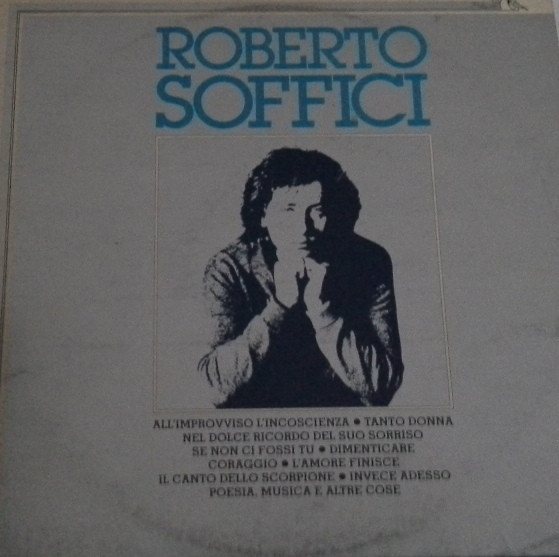 ROBERTO
SOFFICI
ALL'IMPROVVISO L'INCOSCIENZA • TANTO DONNA
NEL DOLCE RICORDO DEL SUO SORRISO
SE NON CI FOSSI TU • DIMENTICARE
CORAGGIO • L'AMORE FINISCE
IL CANTO DELLO SCORPIONE • INVECE ADESSO
POESIA, MUSICA E ALTRE COSE